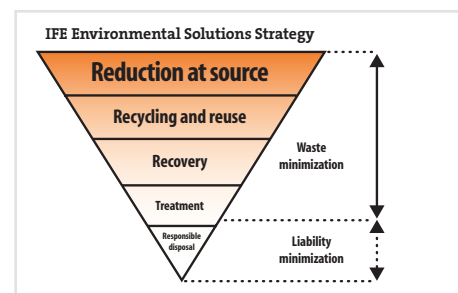 IFE Environmental Solutions Strategy
Reduction at source
Recycling and reuse
Recovery
Treatment
Responsible
disposal
Waste
minimization
Liability
minimization